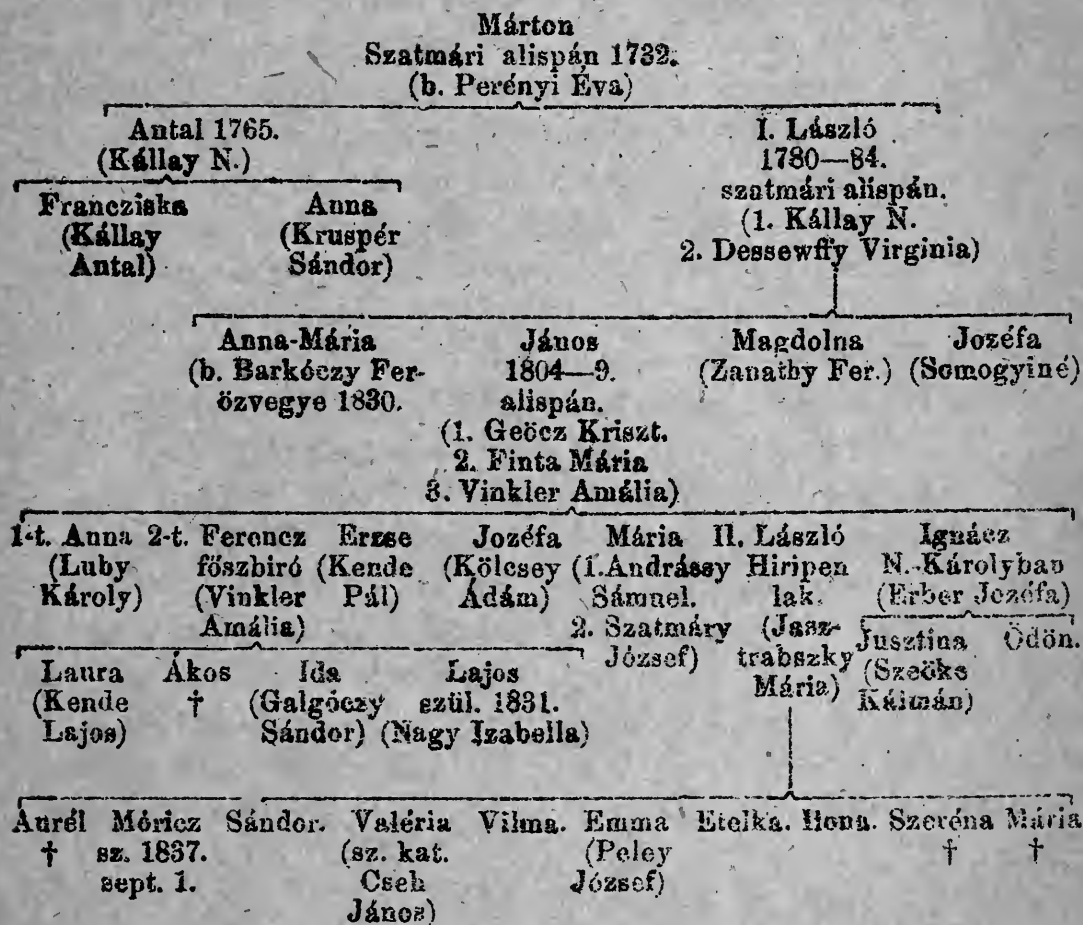 Márton
Szatmári alispán 1732.
(b. Perényi Éva)
Antal 1765. I. László
(Kállay N.) 1780—84.
szatmári alispán.
Francziska Anna (1. Kállay N.
(Kállay (Kruspér 2. Dessewffy Virginia)
Antal) Sándor)
Anna-Mária János Magdolna Jozéfa
(b. Barkóczy Fer- 1804—9. (Zanathy Fer.) (Somogyiné)
özvegye 1830. alispán.
(1. Geöcz Kriszt.
2. Finta Mária
3. Vinkler Amália)
1-t. Anna 2-t. Ferencz Erzse Jozéfa Mária II. László Ignácz
(Luby főszbiró (Kende (Kölcsey (1. Andrássy Hiripen N.-Károlyban
Károly) (Vinkler Pál) Ádám) Sámuel. lak. (Erber Jozéfa)
Amália) 2. Szatmáry (Jasz-
József) trabszky Jusztina Ödön.
Laura Ákos Ida Lajos Mária) (Szeöke
(Kende † (Galgóczy szül. 1831. Kálmán)
Lajos) Sándor) (Nagy Izabella)
Aurél Móricz Sándor. Valéria Vilma. Emma Etelka. Ilona. Szeréna Mária
† sz. 1837. (sz. kat. (Peley † †
sept. 1. Cseh József)
János)